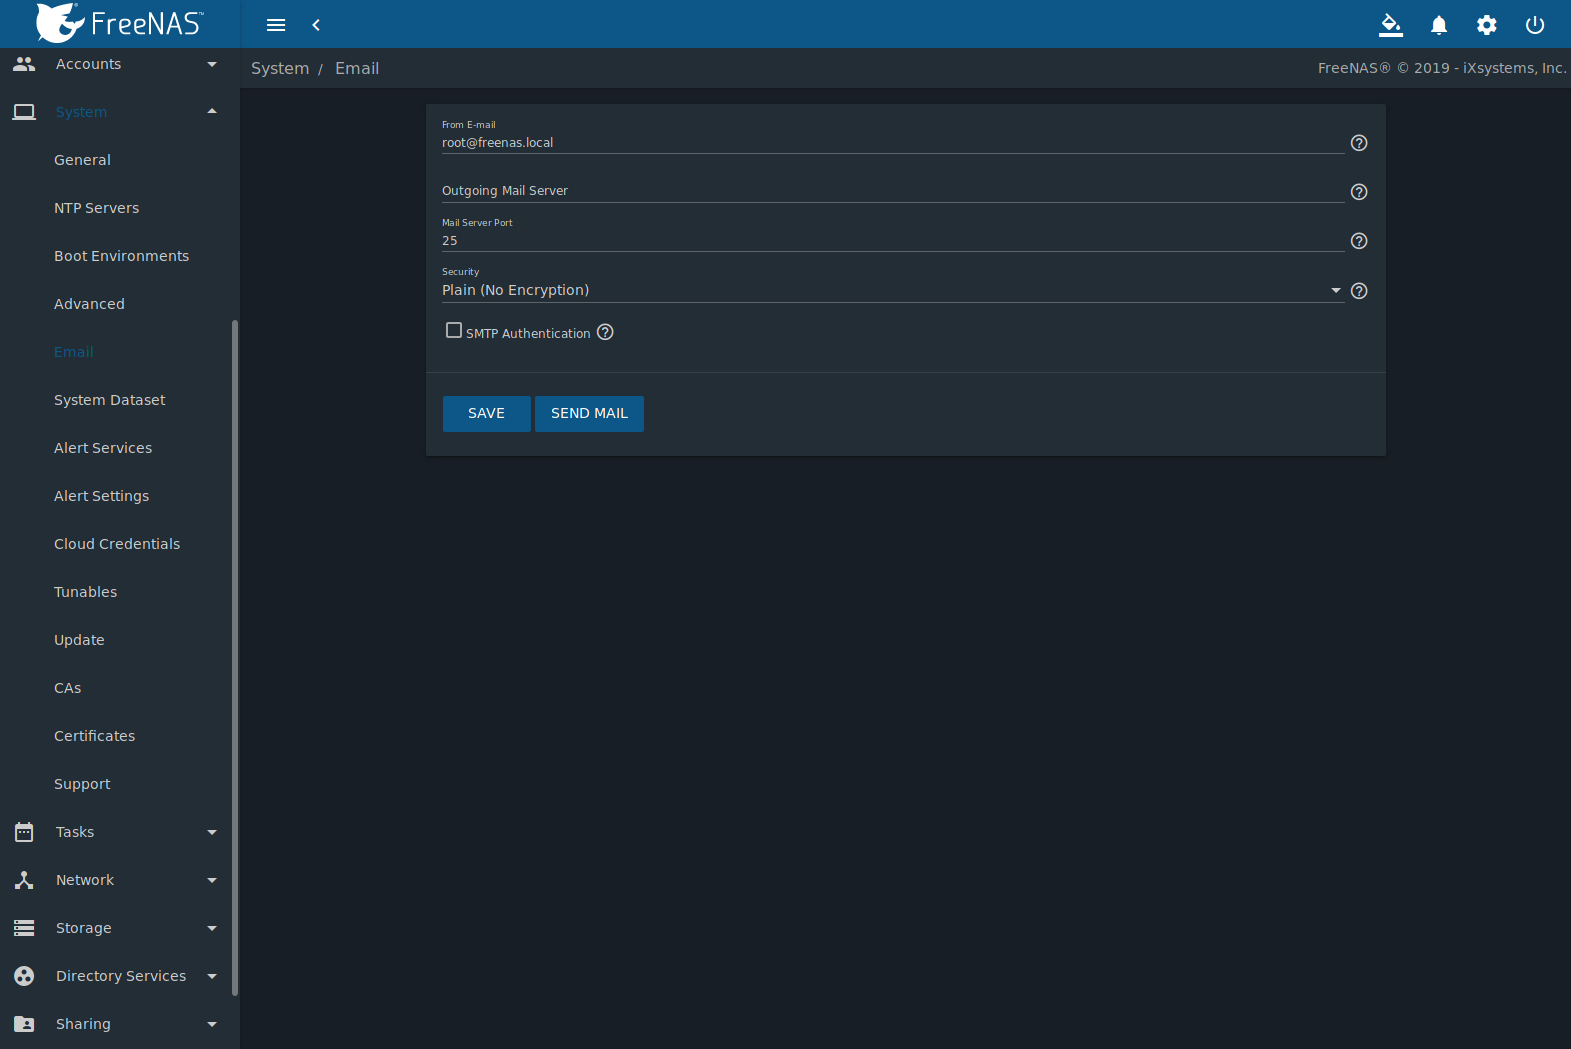 FreeNAS™
System / Email
FreeNAS® © 2019 - iXsystems, Inc.
Accounts
System
General
NTP Servers
Boot Environments
Advanced
Email
System Dataset
Alert Services
Alert Settings
Cloud Credentials
Tunables
Update
CAs
Certificates
Support
Tasks
Network
Storage
Directory Services
Sharing
From E-mail
root@freenas.local
Outgoing Mail Server
Mail Server Port
25
Security
Plain (No Encryption)
SMTP Authentication
SAVE
SEND MAIL